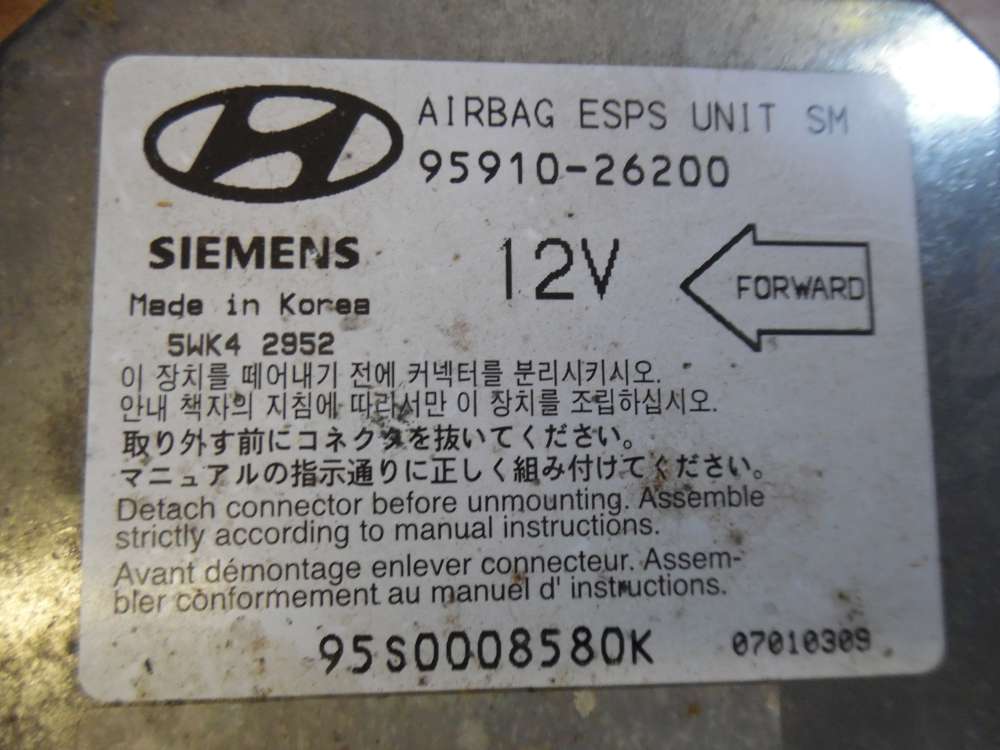 AIRBAG ESPS UNIT SM
95910-26200
SIEMENS
12V
FORWARD
Made in Korea
5WK4 2952
이 장치를 떼어내기 전에 커넥터를 분리시키시오.
안내 책자의 지침에 따라서만 이 장치를 조립하십시오.
取り外す前にコネクタを抜いてください。
マニュアルの指示通りに正しく組み付けてください。
Detach connector before unmounting. Assemble
strictly according to manual instructions.
Avant démontage enlever connecteur. Assem-
bler conformement au manuel d' instructions.
95S0008580K
07010309